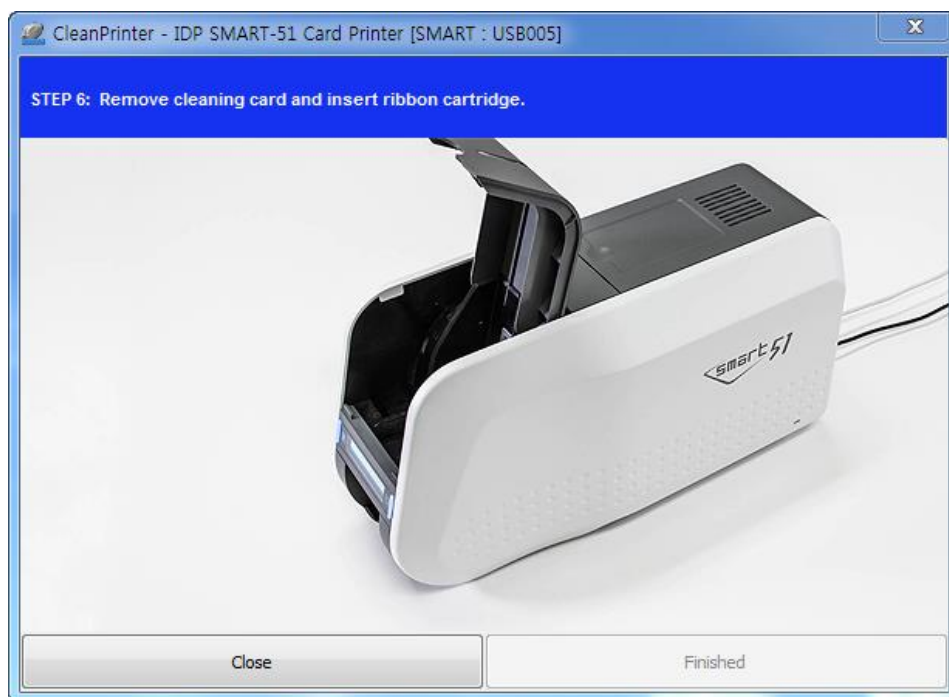 CleanPrinter - IDP SMART-51 Card Printer [SMART : USB005]
STEP 6:  Remove cleaning card and insert ribbon cartridge.
smart 51
Close
Finished